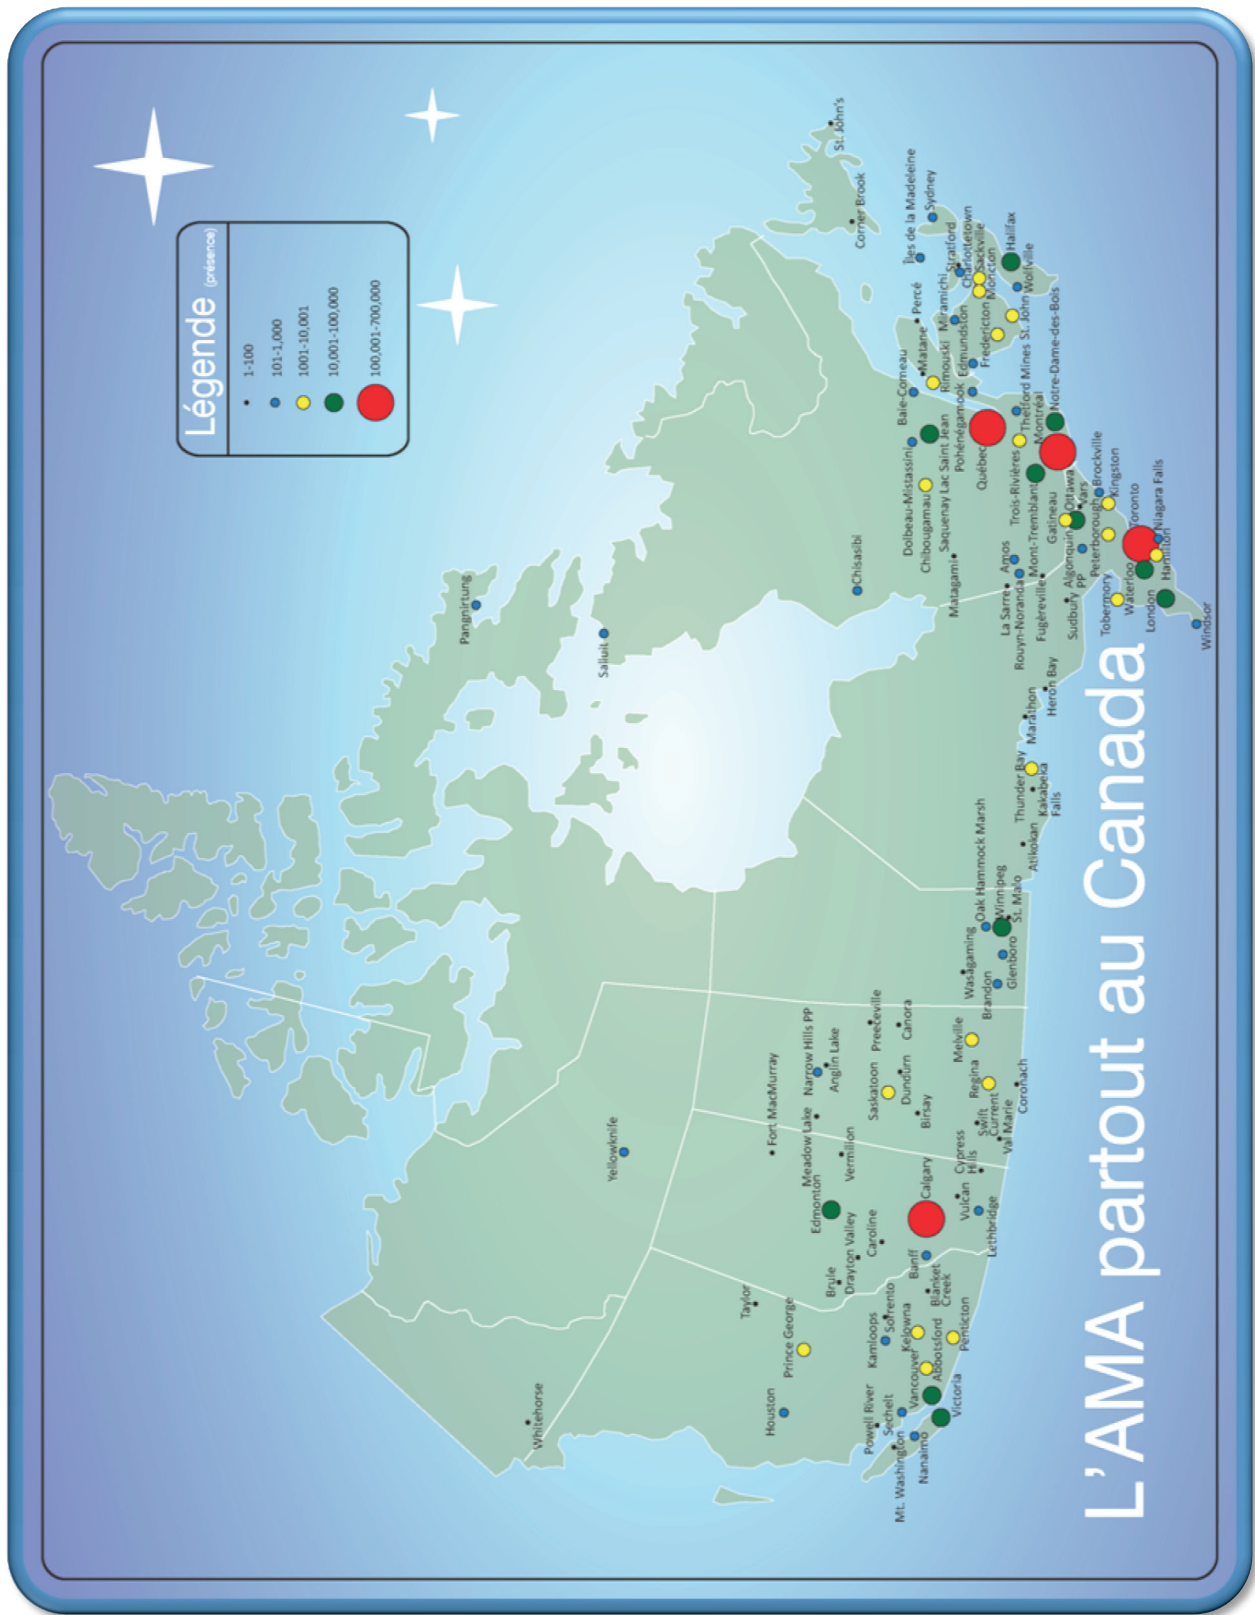 Légende (présence)
1-100
101-1,000
1001-10,001
10,001-100,000
100,001-700,000
Pangnirtung
Salluit
Whitehorse
Yellowknife
Taylor
Fort MacMurray
Houston
Prince George
Brule
Drayton Valley
Edmonton
Meadow Lake
Narrow Hills PP
Anglin Lake
Vermilion
Caroline
Powell River
Sechelt
Mt. Washington
Nanaimo
Vancouver
Victoria
Abbotsford
Kamloops
Sorrento
Kelowna
Penticton
Blanket
Creek
Banff
Calgary
Vulcan
Lethbridge
Cypress
Hills
Saskatoon
Dundurn
Preeceville
Canora
Birsay
Swift
Current
Val Marie
Regina
Coronach
Melville
Wasagaming
Brandon
Glenboro
Oak Hammock Marsh
Winnipeg
St. Malo
Atikokan
Thunder Bay
Kakabeka
Falls
Marathon
Heron Bay
Chisasibi
Matagami
La Sarre
Amos
Rouyn-Noranda
Fugèreville
Sudbury
Algonquin
PP
Tobermory
Waterloo
London
Windsor
Hamilton
Niagara Falls
Toronto
Peterborough
Kingston
Brockville
Vars
Ottawa
Gatineau
Mont-Tremblant
Montréal
Trois-Rivières
Notre-Dame-des-Bois
Thetford Mines
Québec
Pohénégamook
Saquenay Lac Saint Jean
Chibougamau
Dolbeau-Mistassini
Baie-Comeau
Matane
Rimouski
Percé
Edmundston
Miramichi
Fredericton
St. John
Moncton
Sackville
Charlottetown
Stratford
Îles de la Madeleine
Sydney
Halifax
Wolfville
Corner Brook
St. John's
L'AMA partout au Canada